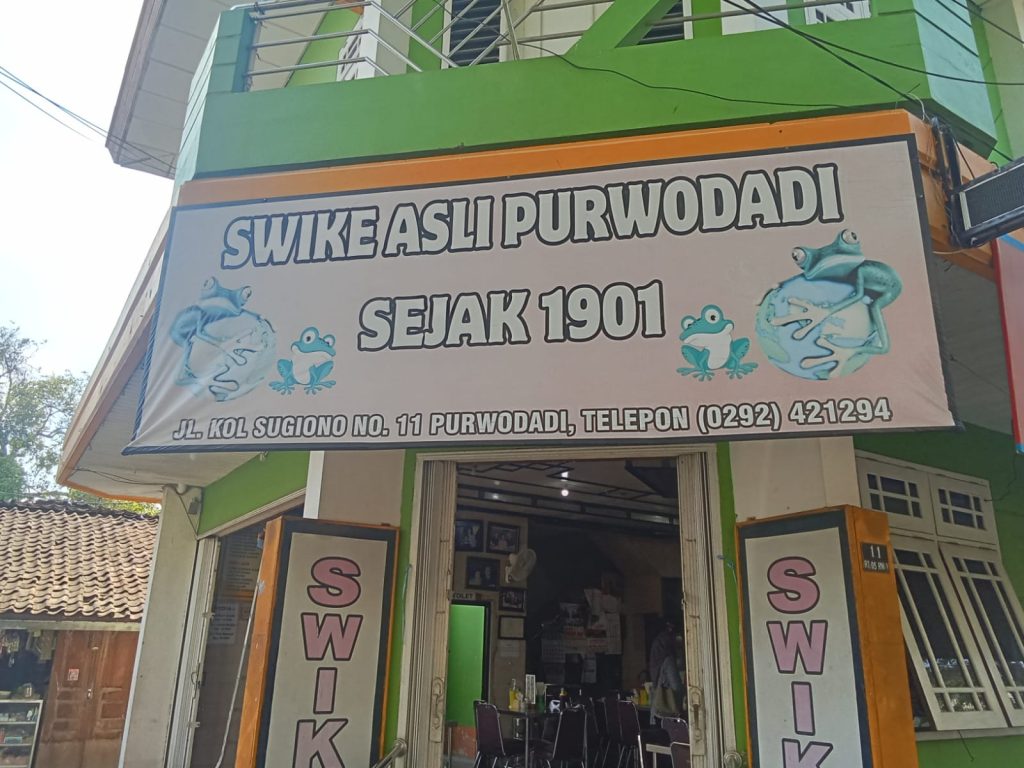 SWIKE ASLI PURWODADI
SEJAK 1901
JL. KOL SUGIONO NO. 11 PURWODADI, TELEPON (0292) 421294
SWIK
SWIK
11